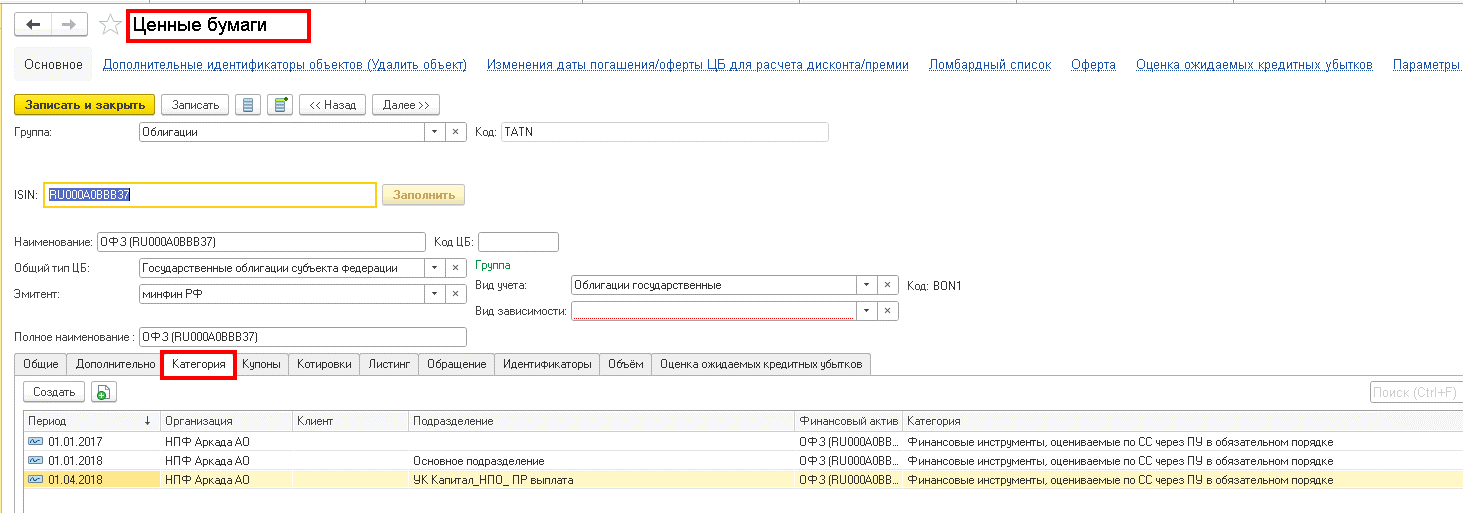 Ценные бумаги
Основное Дополнительные идентификаторы объектов (Удалить объект) Изменения даты погашения/оферты ЦБ для расчета дисконта/премии Ломбардный список Оферта Оценка ожидаемых кредитных убытков Параметры
Записать и закрыть Записать << Назад Далее >>
Группа: Облигации Код: TATN
ISIN: RU000A0BBB37 Заполнить
Наименование: ОФЗ (RU000A0BBB37) Код ЦБ:
Общий тип ЦБ: Государственные облигации субъекта федерации Группа
Вид учета: Облигации государственные Код: BON1
Эмитент: минфин РФ
Вид зависимости:
Полное наименование : ОФЗ (RU000A0BBB37)
Общие Дополнительно Категория Купоны Котировки Листинг Обращение Идентификаторы Объём Оценка ожидаемых кредитных убытков
Создать Поиск (Ctrl+F)
Период ↓ Организация Клиент Подразделение Финансовый актив Категория
01.01.2017 НПФ Аркада АО ОФЗ (RU000A0BB... Финансовые инструменты, оцениваемые по СС через ПУ в обязательном порядке
01.01.2018 НПФ Аркада АО Основное подразделение ОФЗ (RU000A0BB... Финансовые инструменты, оцениваемые по СС через ПУ в обязательном порядке
01.04.2018 НПФ Аркада АО УК Капитал_НПО_ ПР выплата ОФЗ (RU000A0BB... Финансовые инструменты, оцениваемые по СС через ПУ в обязательном порядке